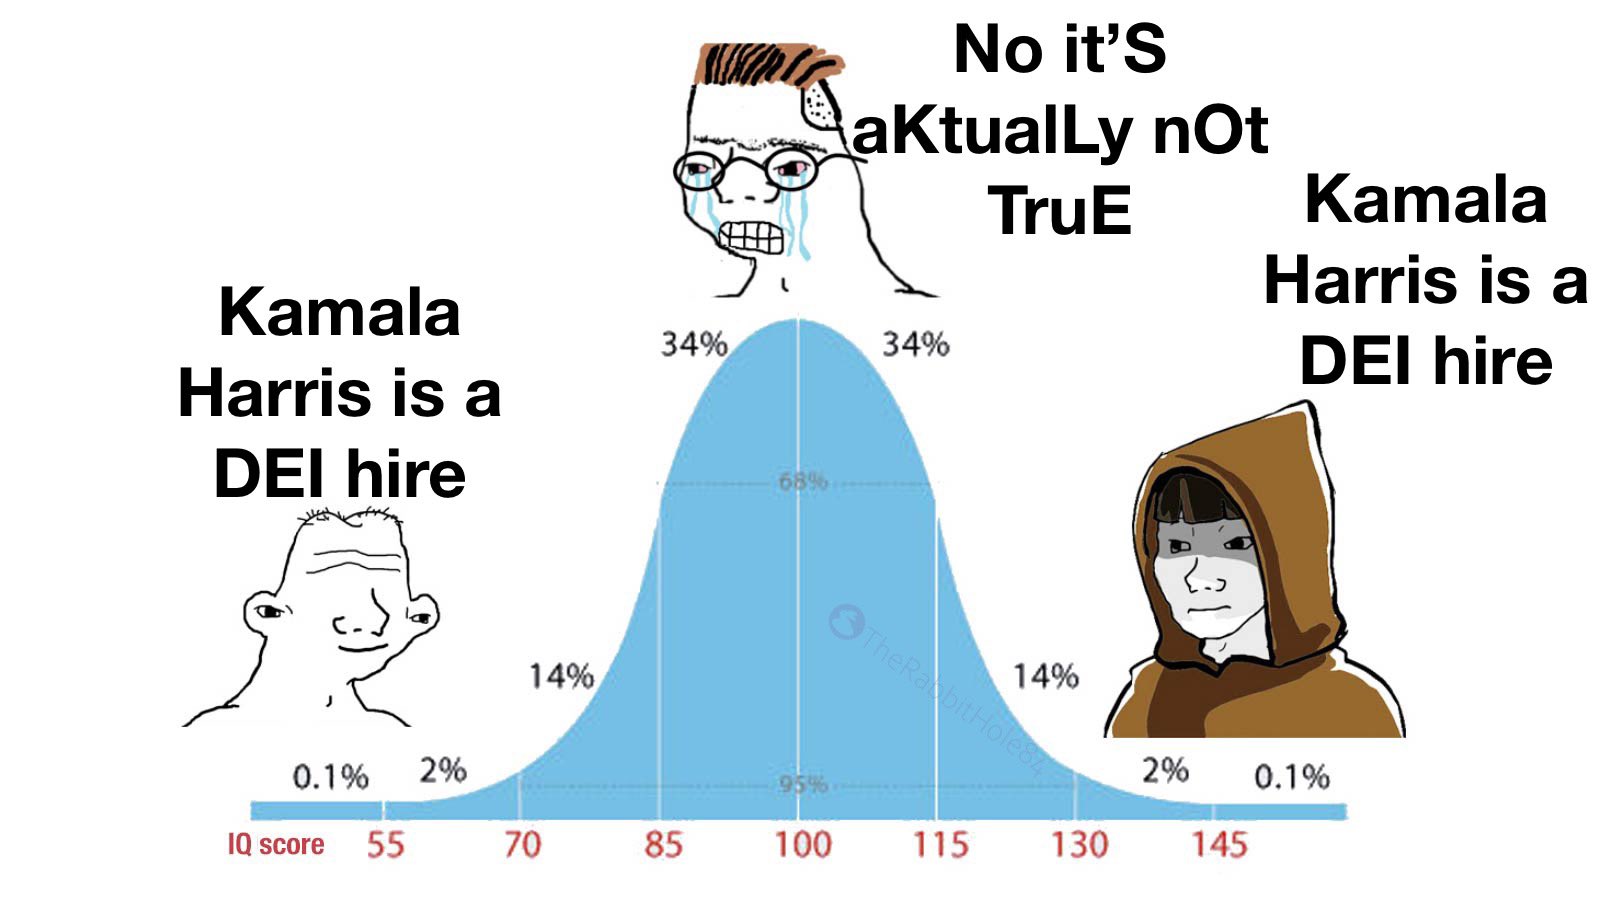 No it’S
aKtualLy nOt
TruE
Kamala
Harris is a
DEI hire
Kamala
Harris is a
DEI hire
34%
34%
68%
14%
14%
@TheRabbitHole84
95%
0.1%
2%
2%
0.1%
IQ score
55
70
85
100
115
130
145